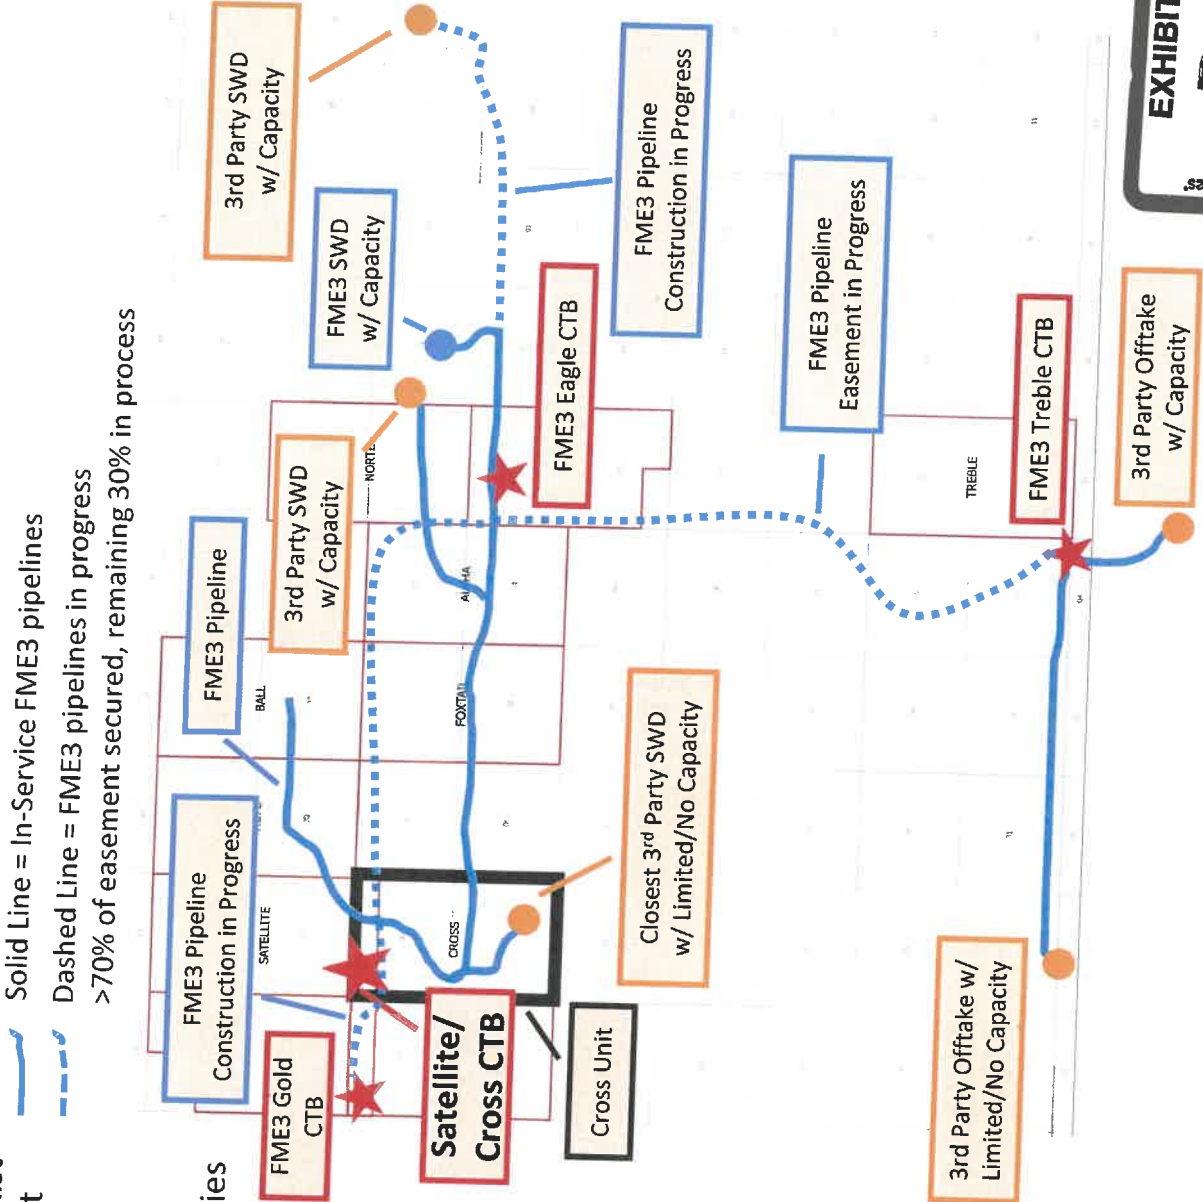 Solid Line = In-Service FME3 pipelines
Dashed Line = FME3 pipelines in progress
>70% of easement secured, remaining 30% in process
t
ies
3rd Party SWD
w/ Capacity
FME3 SWD
w/ Capacity
FME3 Pipeline
Construction in Progress
3rd Party SWD
w/ Capacity
FME3 Pipeline
FME3 Pipeline
Construction in Progress
FME3 Gold
CTB
Satellite/
Cross CTB
Cross Unit
Closest 3rd Party SWD
w/ Limited/No Capacity
FME3 Eagle CTB
FME3 Pipeline
Easement in Progress
FME3 Treble CTB
3rd Party Offtake
w/ Capacity
3rd Party Offtake w/
Limited/No Capacity
SATELLITE
BALL
NORTE
CROSS
FOXTAIL
TREBLE
EXHIBIT